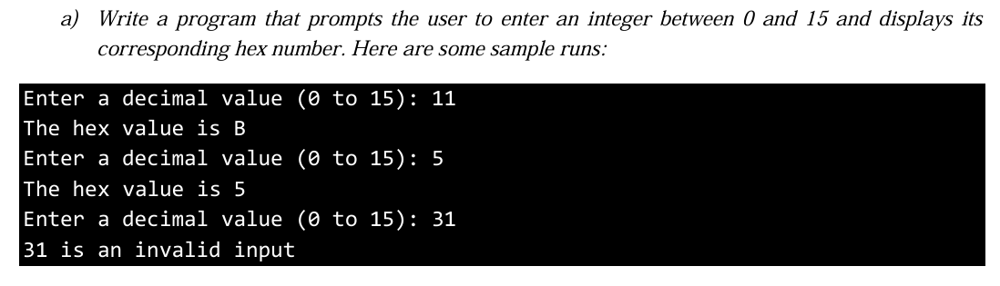 a) Write a program that prompts the user to enter an integer between 0 and 15 and displays its
corresponding hex number. Here are some sample runs:
Enter a decimal value (0 to 15): 11
The hex value is B
Enter a decimal value (0 to 15): 5
The hex value is 5
Enter a decimal value (0 to 15): 31
31 is an invalid input